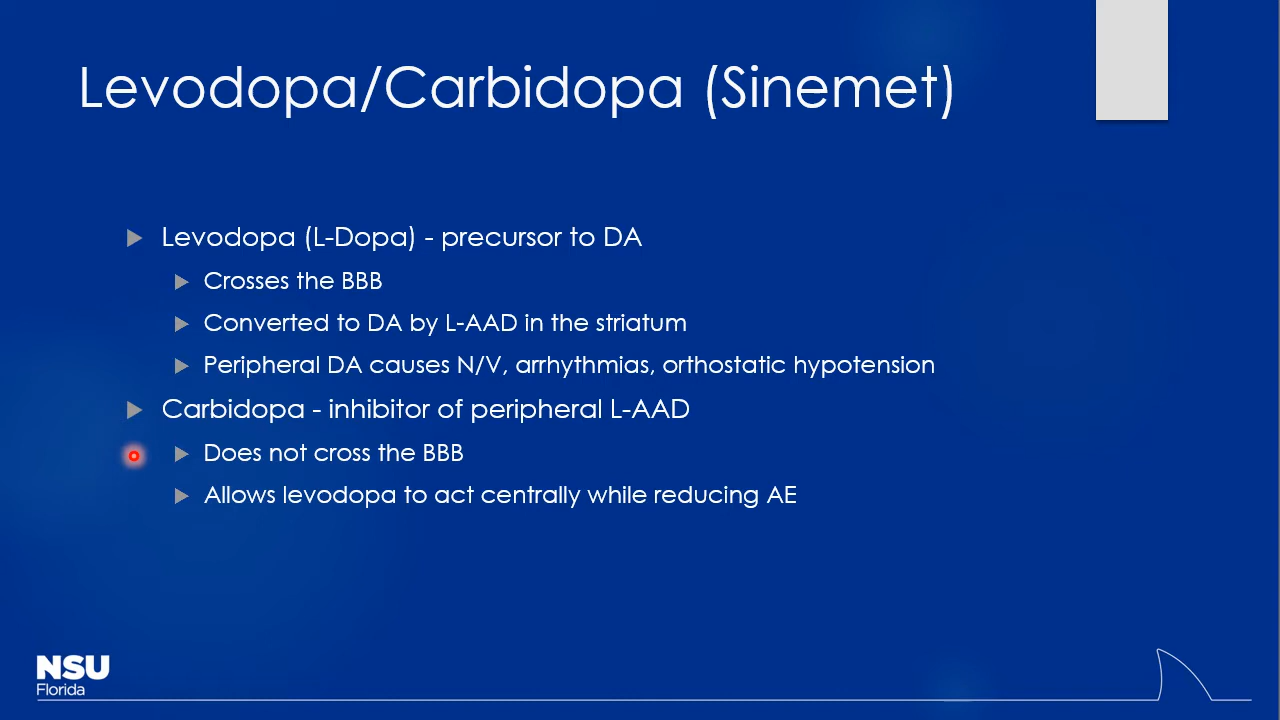 Levodopa/Carbidopa (Sinemet)
Levodopa (L-Dopa) - precursor to DA
Crosses the BBB
Converted to DA by L-AAD in the striatum
Peripheral DA causes N/V, arrhythmias, orthostatic hypotension
Carbidopa - inhibitor of peripheral L-AAD
Does not cross the BBB
Allows levodopa to act centrally while reducing AE
NSU
Florida